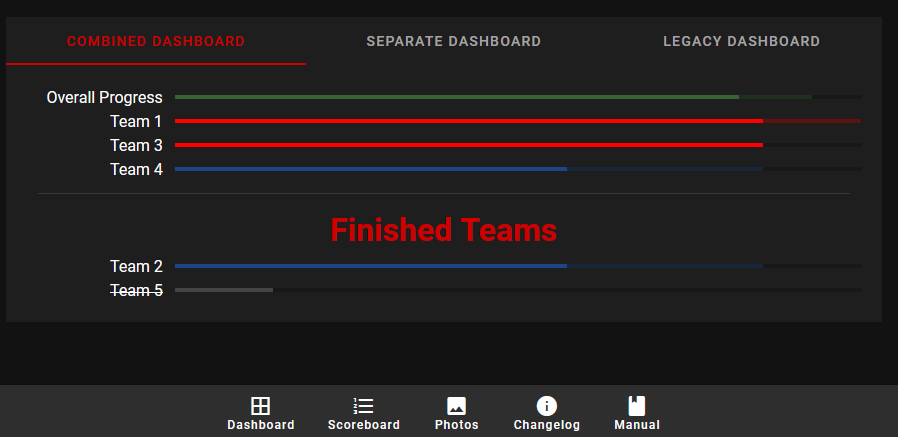 COMBINED DASHBOARD SEPARATE DASHBOARD LEGACY DASHBOARD
Overall Progress
Team 1
Team 3
Team 4
Finished Teams
Team 2
Team 5
Dashboard Scoreboard Photos Changelog Manual